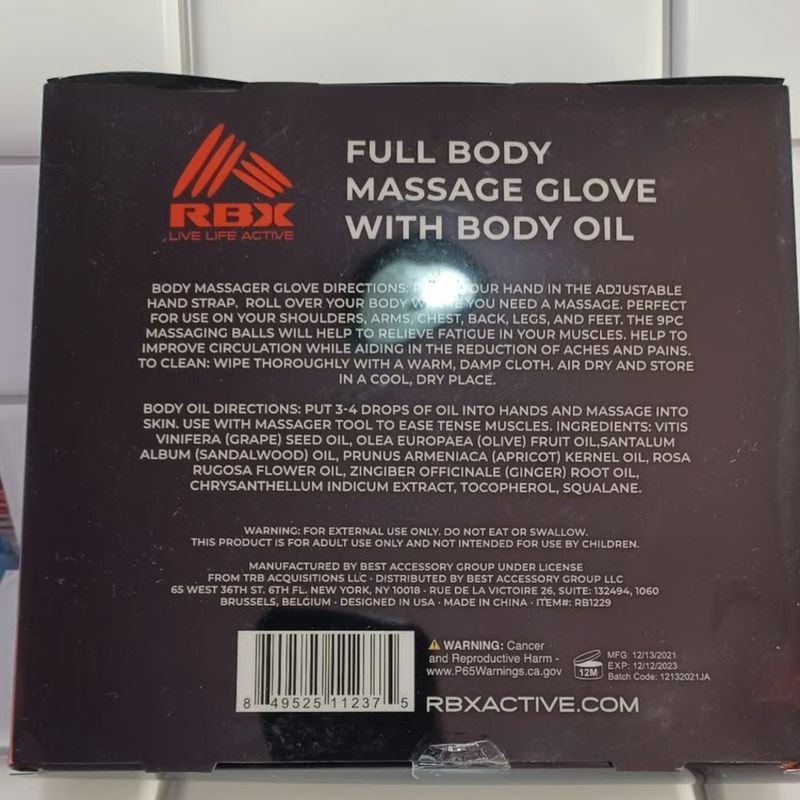 RBX
LIVE LIFE ACTIVE
FULL BODY
MASSAGE GLOVE
WITH BODY OIL
BODY MASSAGER GLOVE DIRECTIONS: YOUR HAND IN THE ADJUSTABLE
HAND STRAP. ROLL OVER YOUR BODY WHERE YOU NEED A MASSAGE. PERFECT
FOR USE ON YOUR SHOULDERS, ARMS, CHEST, BACK, LEGS, AND FEET. THE 9PC
MASSAGING BALLS WILL HELP TO RELIEVE FATIGUE IN YOUR MUSCLES. HELP TO
IMPROVE CIRCULATION WHILE AIDING IN THE REDUCTION OF ACHES AND PAINS.
TO CLEAN: WIPE THOROUGHLY WITH A WARM, DAMP CLOTH. AIR DRY AND STORE
IN A COOL, DRY PLACE.
BODY OIL DIRECTIONS: PUT 3-4 DROPS OF OIL INTO HANDS AND MASSAGE INTO
SKIN. USE WITH MASSAGER TOOL TO EASE TENSE MUSCLES. INGREDIENTS: VITIS
VINIFERA (GRAPE) SEED OIL, OLEA EUROPAEA (OLIVE) FRUIT OIL,SANTALUM
ALBUM (SANDALWOOD) OIL, PRUNUS ARMENIACA (APRICOT) KERNEL OIL, ROSA
RUGOSA FLOWER OIL, ZINGIBER OFFICINALE (GINGER) ROOT OIL,
CHRYSANTHELLUM INDICUM EXTRACT, TOCOPHEROL, SQUALANE.
WARNING: FOR EXTERNAL USE ONLY. DO NOT EAT OR SWALLOW.
THIS PRODUCT IS FOR ADULT USE ONLY AND NOT INTENDED FOR USE BY CHILDREN.
MANUFACTURED BY BEST ACCESSORY GROUP UNDER LICENSE
FROM TRB ACQUISITIONS LLC · DISTRIBUTED BY BEST ACCESSORY GROUP LLC
65 WEST 36TH ST. 6TH FL. NEW YORK, NY 10018 · RUE DE LA VICTOIRE 26, SUITE: 132494, 1060
BRUSSELS, BELGIUM · DESIGNED IN USA · MADE IN CHINA · ITEM#: RB1229
8 49525 11237 5
WARNING: Cancer
and Reproductive Harm -
www.P65Warnings.ca.gov
12M
MFG: 12/13/2021
EXP: 12/12/2023
Batch Code: 12132021JA
RBXACTIVE.COM